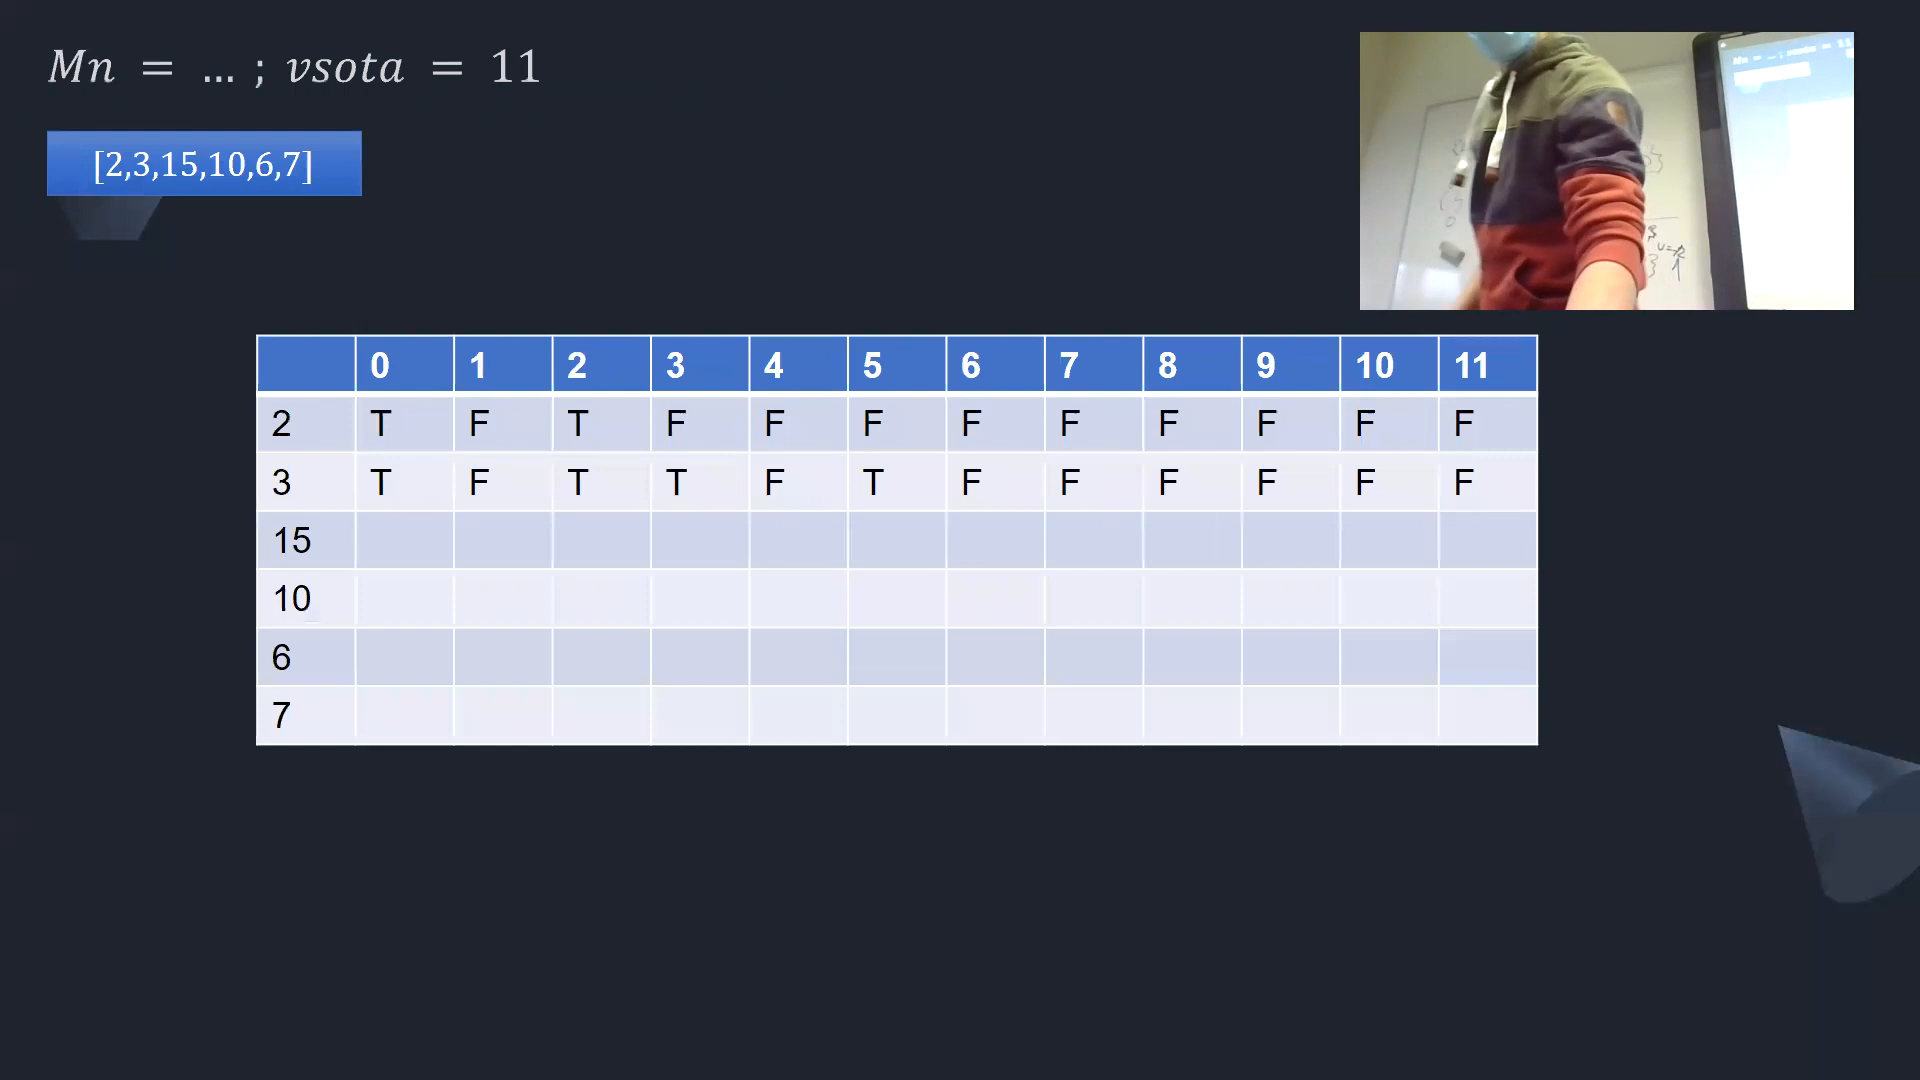 Mn = ... ; vsota = 11
[2,3,15,10,6,7]
0 1 2 3 4 5 6 7 8 9 10 11
2 T F T F F F F F F F F F
3 T F T T F T F F F F F F
15
10
6
7